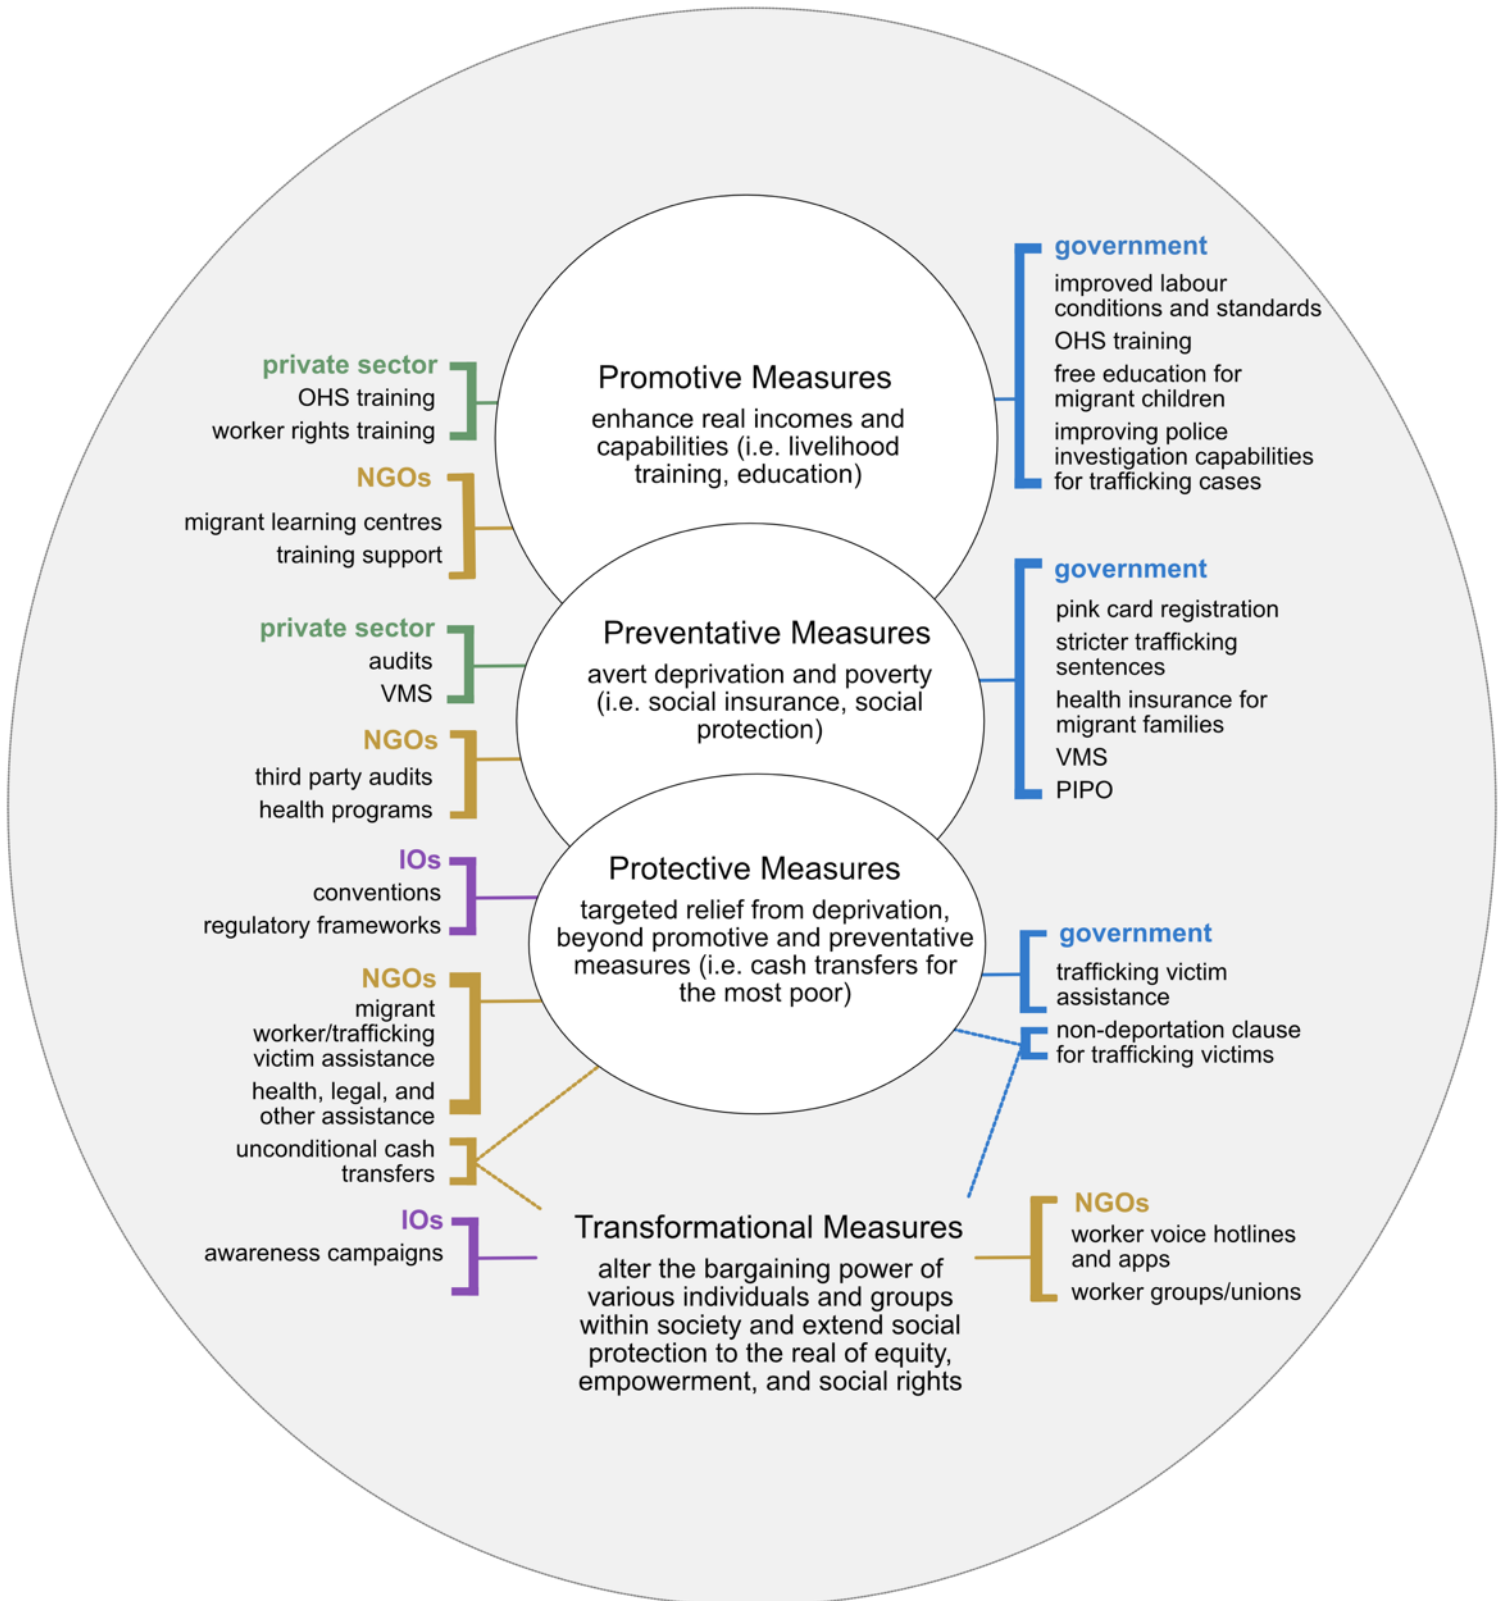 government
improved labour
conditions and standards
OHS training
free education for
migrant children
improving police
investigation capabilities
for trafficking cases
private sector
OHS training
worker rights training
NGOs
migrant learning centres
training support
Promotive Measures
enhance real incomes and
capabilities (i.e. livelihood
training, education)
private sector
audits
VMS
NGOs
third party audits
health programs
Preventative Measures
avert deprivation and poverty
(i.e. social insurance, social
protection)
government
pink card registration
stricter trafficking
sentences
health insurance for
migrant families
VMS
PIPO
IOs
conventions
regulatory frameworks
NGOs
migrant
worker/trafficking
victim assistance
health, legal, and
other assistance
unconditional cash
transfers
Protective Measures
targeted relief from deprivation,
beyond promotive and preventative
measures (i.e. cash transfers for
the most poor)
government
trafficking victim
assistance
non-deportation clause
for trafficking victims
IOs
awareness campaigns
Transformational Measures
alter the bargaining power of
various individuals and groups
within society and extend social
protection to the real of equity,
empowerment, and social rights
NGOs
worker voice hotlines
and apps
worker groups/unions